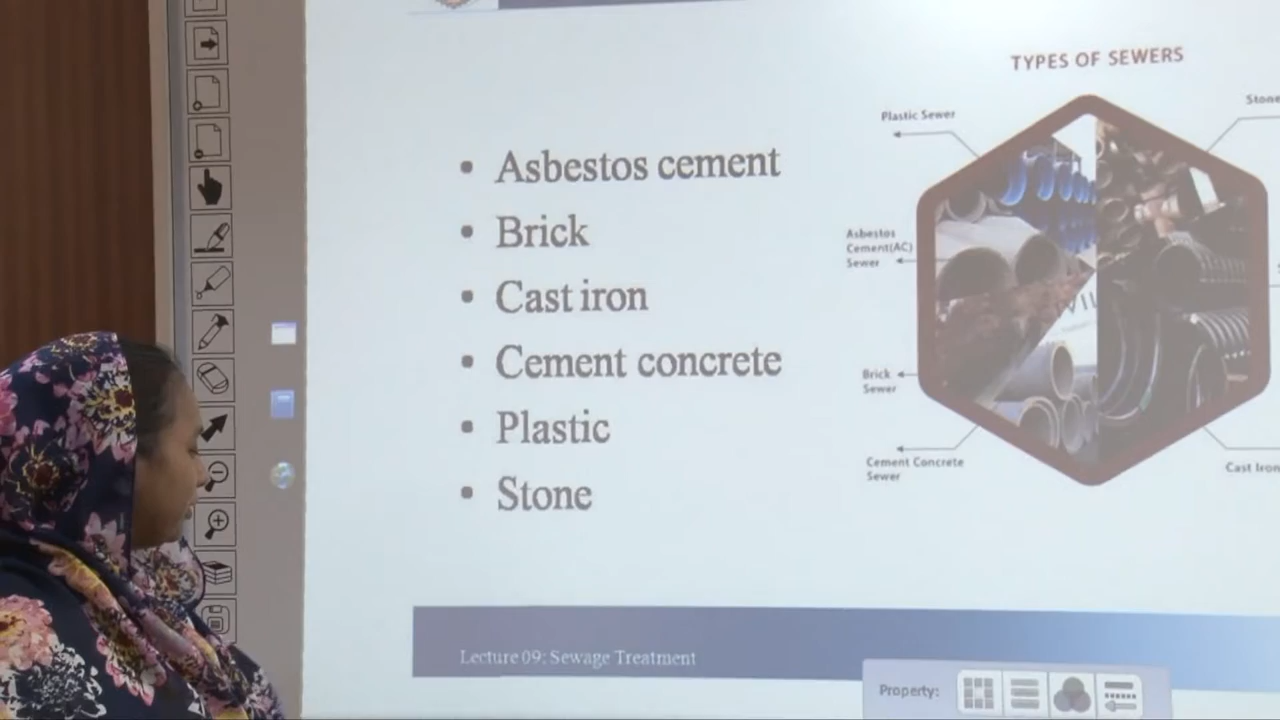 TYPES OF SEWERS
Plastic Sewer
Stone
Asbestos
Cement(AC)
Sewer
Brick
Sewer
Cement Concrete
Sewer
Cast Iron
• Asbestos cement
• Brick
• Cast iron
• Cement concrete
• Plastic
• Stone
Lecture 09: Sewage Treatment
Property: